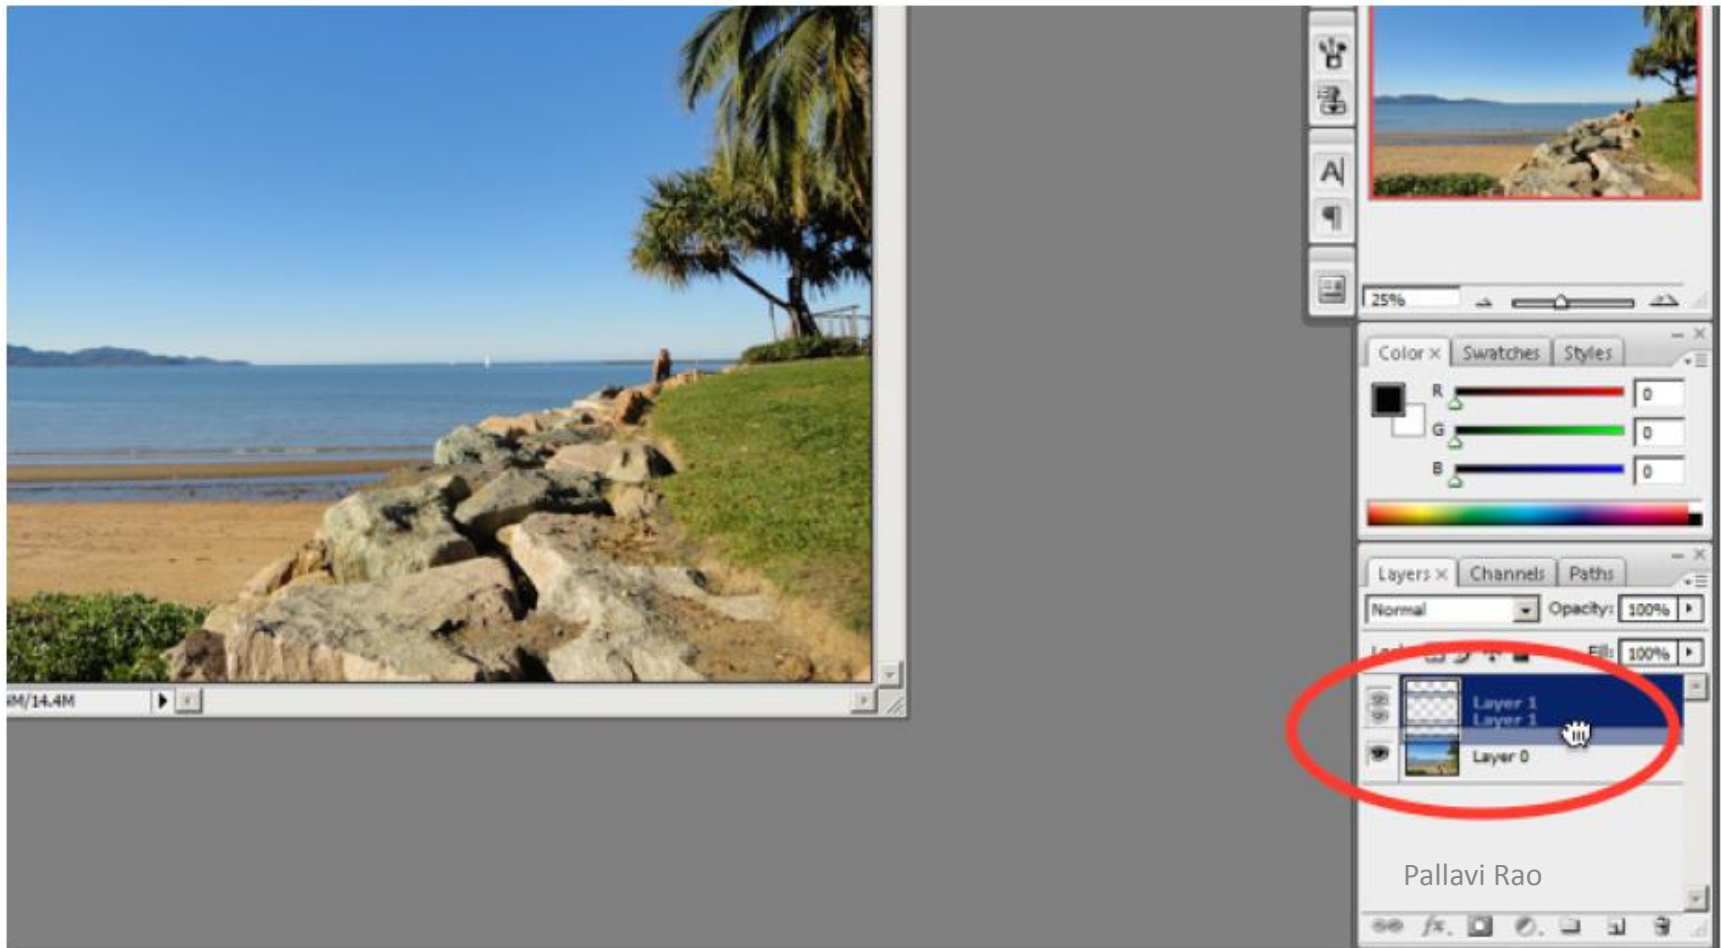 A
¶
25%
Color × Swatches Styles
R 0
G 0
B 0
Layers × Channels Paths
Normal Opacity: 100%
Fill: 100%
Layer 1
Layer 1
Layer 0
M/14.4M
Pallavi Rao
fx.